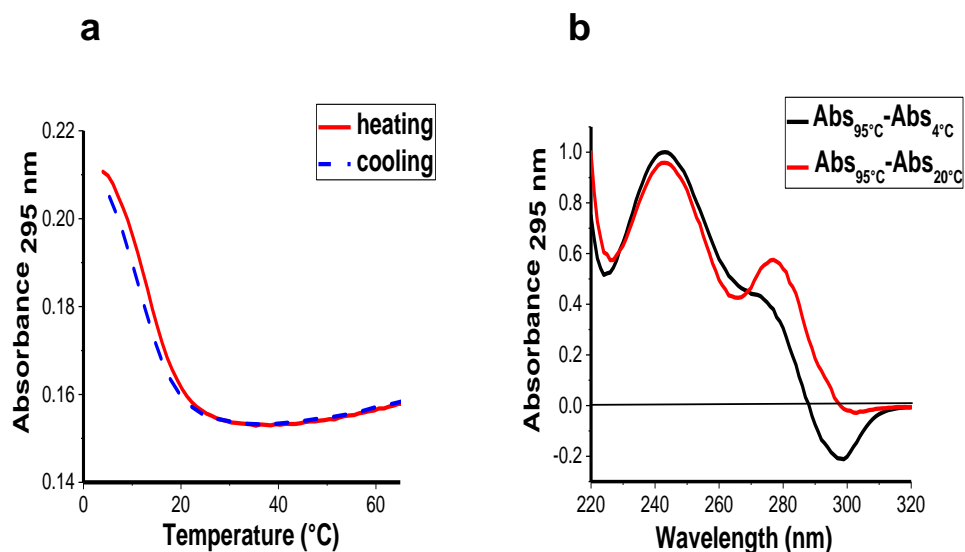 a
b
heating
cooling
Abs95°C-Abs4°C
Abs95°C-Abs20°C
Absorbance 295 nm
0.22
0.20
0.18
0.16
0.14
0 20 40 60
Temperature (°C)
Absorbance 295 nm
1.0
0.8
0.6
0.4
0.2
0.0
-0.2
220 240 260 280 300 320
Wavelength (nm)